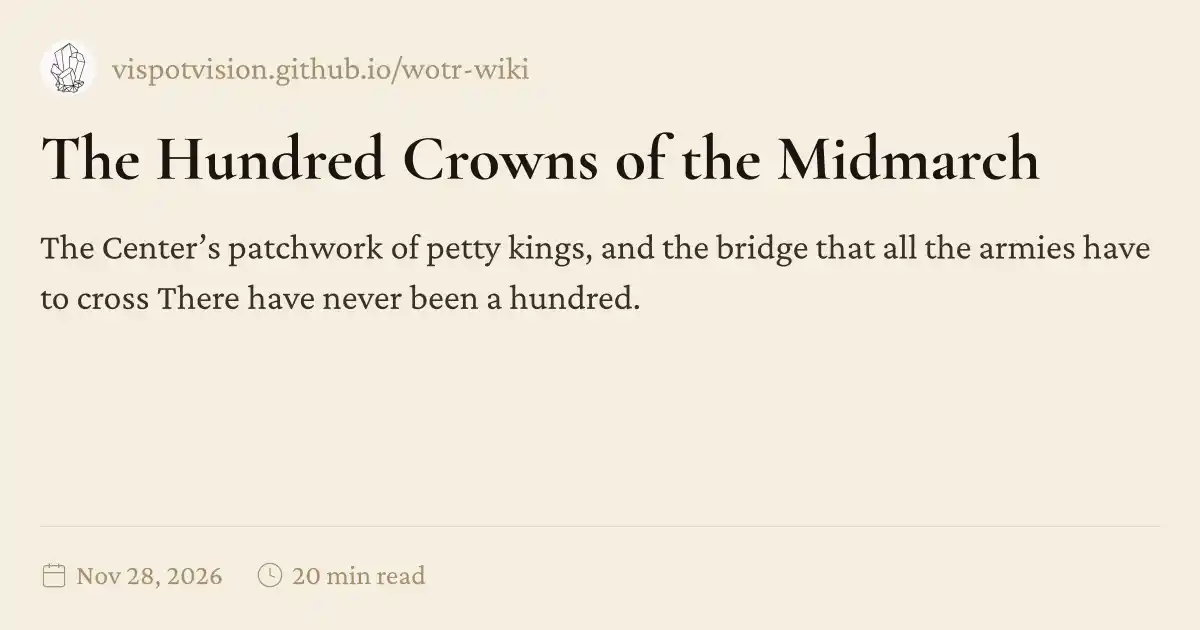 vispotvision.github.io/wotr-wiki
The Hundred Crowns of the Midmarch
The Center’s patchwork of petty kings, and the bridge that all the armies have
to cross There have never been a hundred.
Nov 28, 2026
20 min read